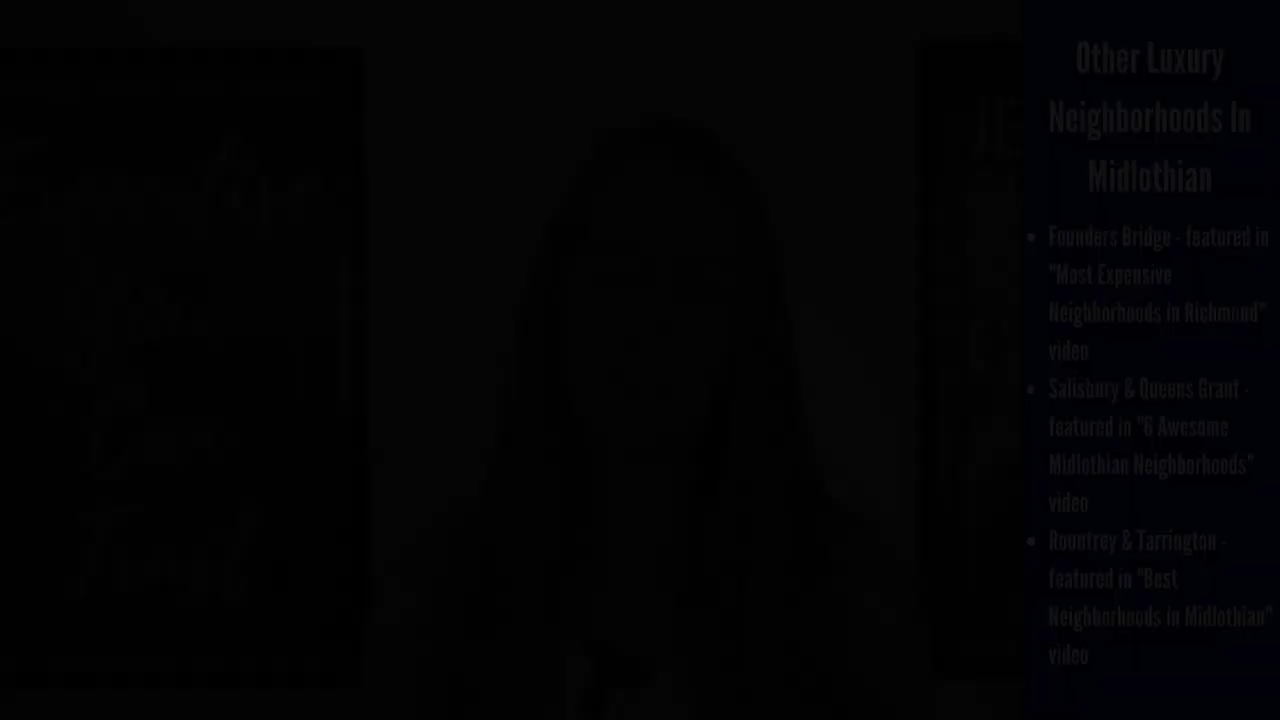 Other Luxury
Neighborhoods In
Midlothian
• Founders Bridge - featured in
"Most Expensive
Neighborhoods in Richmond"
video
• Salisbury & Queens Grant -
featured in "6 Awesome
Midlothian Neighborhoods"
video
• Rountrey & Tarrington -
featured in "Best
Neighborhoods in Midlothian"
video